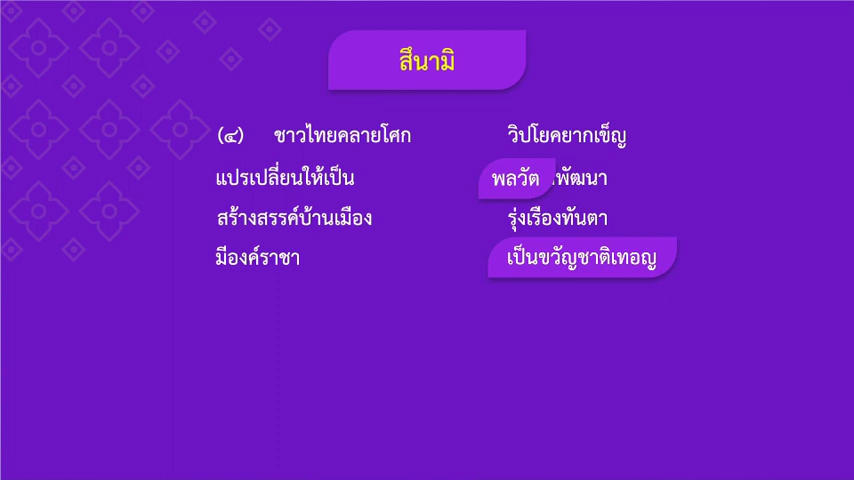 สึนามิ
(๔) ชาวไทยคลายโศก วิปโยคยากเข็ญ
แปรเปลี่ยนให้เป็น พลวัต พัฒนา
สร้างสรรค์บ้านเมือง รุ่งเรืองทันตา
มีองค์ราชา เป็นขวัญชาติเทอญ